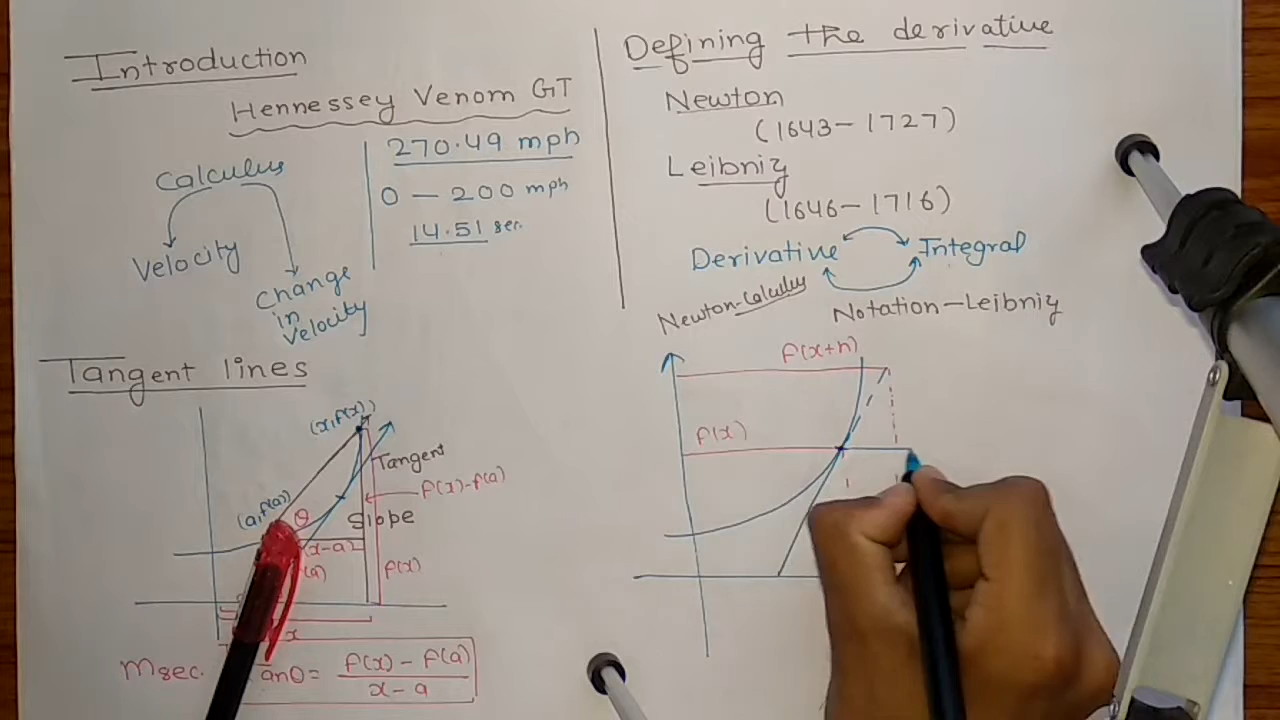 Introduction
Hennessey Venom GT
Calculus
Velocity
Change
in
Velocity
270.49 mph
0 - 200 mph
14.51 sec.
Tangent lines
(x,f(x))
(a,f(a))
θ
Tangent
f(x)-f(a)
Slope
(x-a)
f(x)
x
Msec.
tanθ= f(x) - f(a)
x - a
Defining the derivative
Newton
(1643-1727)
Leibniz
(1646-1716)
Derivative Integral
Newton-Calculus
Notation-Leibniz
f(x+h)
f(x)